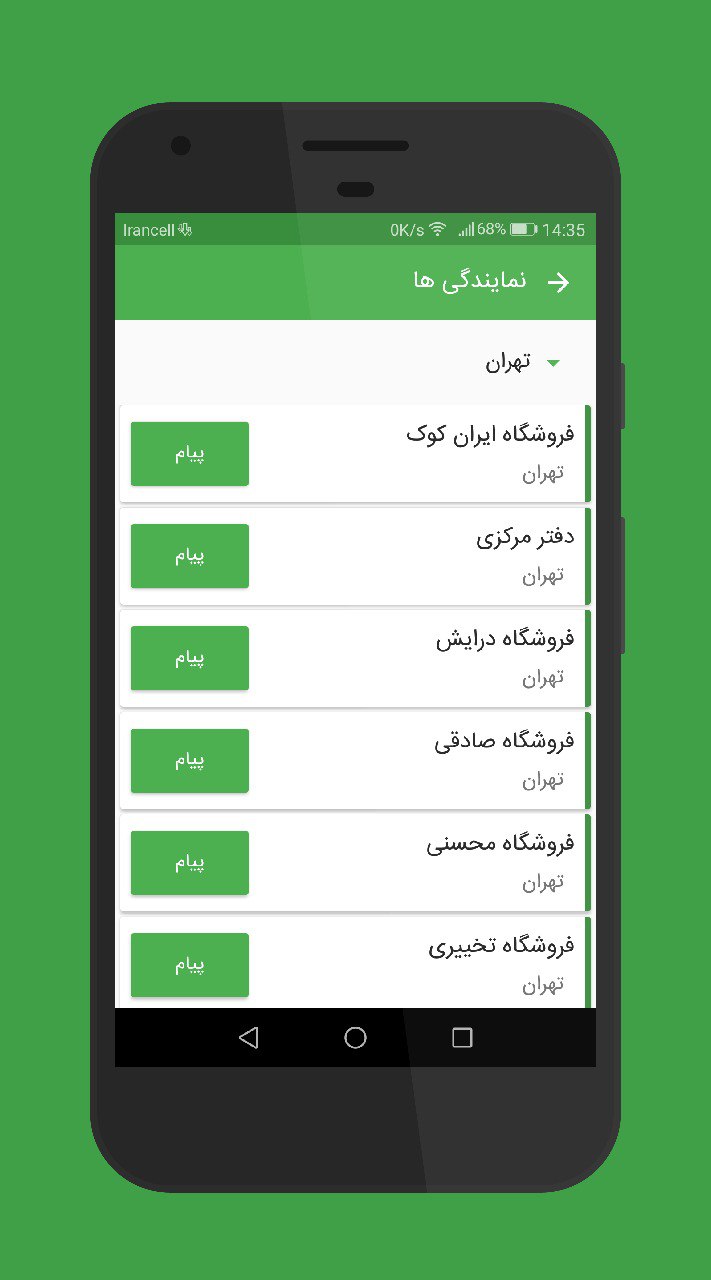 Irancell 0K/s 68% 14:35
نمایندگی ها
تهران
فروشگاه ایران کوک
تهران
پیام
دفتر مرکزی
تهران
پیام
فروشگاه درایش
تهران
پیام
فروشگاه صادقی
تهران
پیام
فروشگاه محسنی
تهران
پیام
فروشگاه تخییری
تهران
پیام